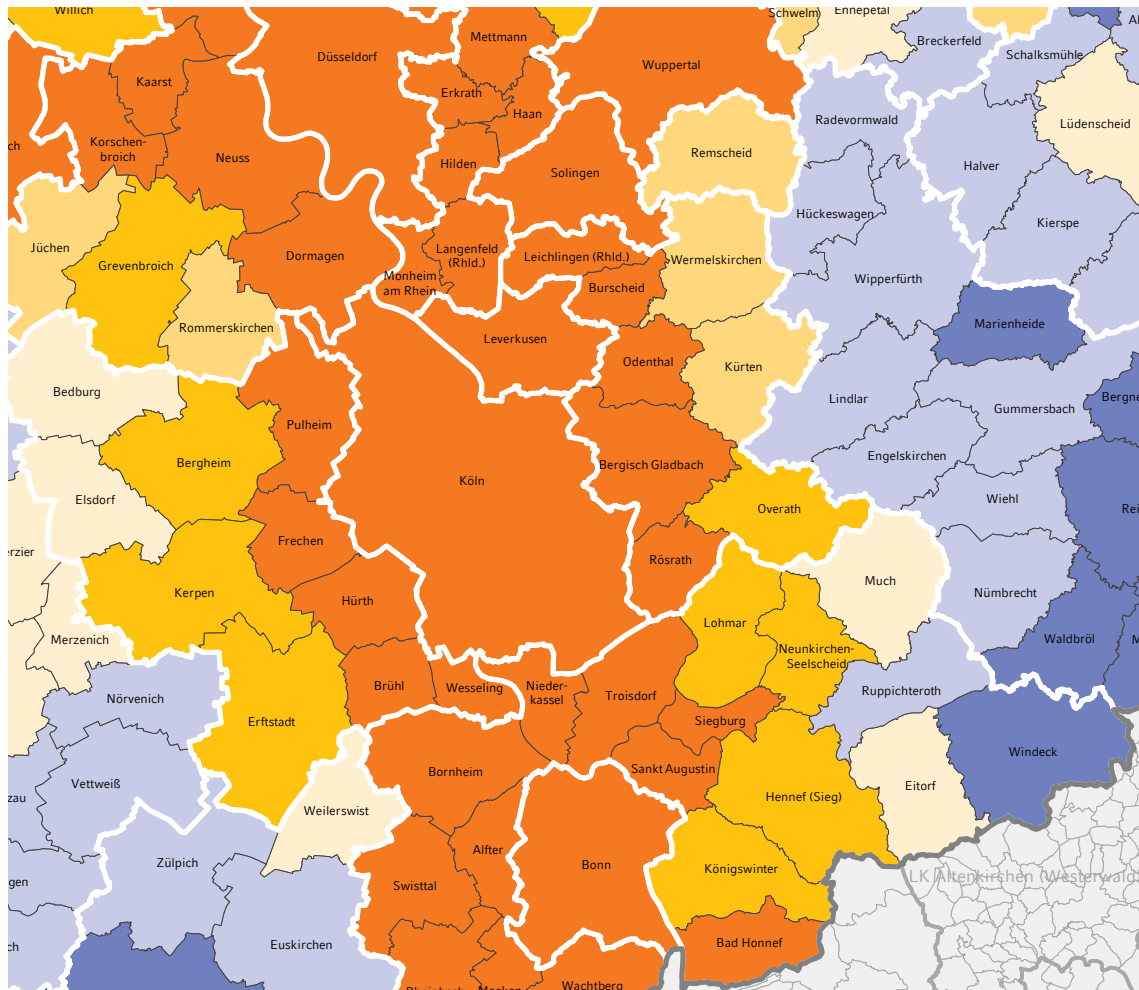 Willich
Schwelm
Ennepetal
Mettmann
Breckerfeld
Düsseldorf
Schalksmühle
Wuppertal
Kaarst
Erkrath
Haan
Radevormwald
Lüdenscheid
Korschen-
broich
Neuss
Hilden
Remscheid
Halver
Solingen
Hückeswagen
Kierspe
Jüchen
Grevenbroich
Dormagen
Langenfeld
(Rhld.)
Leichlingen (Rhld.)
Wermelskirchen
Monheim
am Rhein
Burscheid
Wipperfürth
Rommerskirchen
Leverkusen
Marienheide
Odenthal
Kürten
Bedburg
Lindlar
Gummersbach
Pulheim
Bergisch Gladbach
Engelskirchen
Bergheim
Köln
Elsdorf
Wiehl
Overath
Frechen
Rösrath
Much
Kerpen
Hürth
Nümbrecht
Lohmar
Merzenich
Waldbröl
Neunkirchen-
Seelscheid
Brühl
Wesseling
Nieder-
kassel
Troisdorf
Ruppichteroth
Nörvenich
Erftstadt
Siegburg
Windeck
Bornheim
Sankt Augustin
Vettweiß
Eitorf
Hennef (Sieg)
Weilerswist
Alfter
Zülpich
Bonn
Königswinter
LK Altenkirchen (Westerwald)
Swisttal
Euskirchen
Bad Honnef
Wachtberg